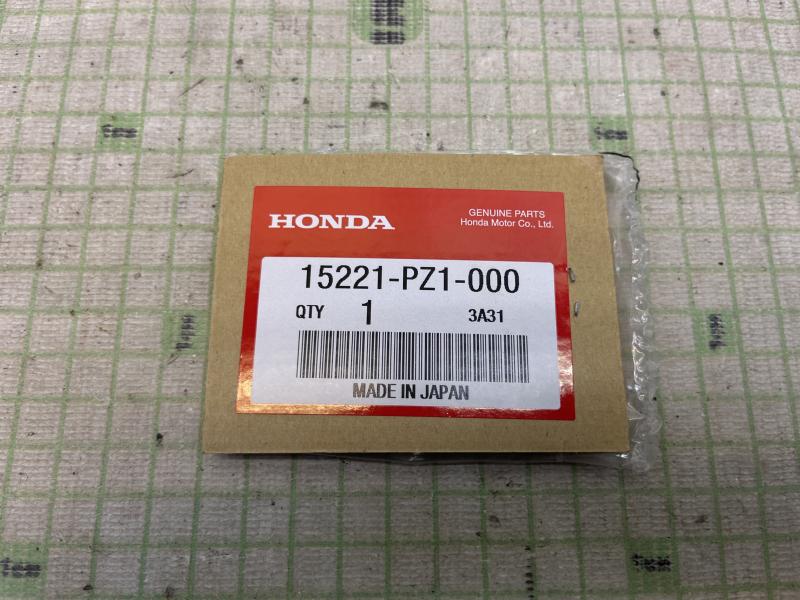 HONDA
GENUINE PARTS
Honda Motor Co., Ltd.
15221-PZ1-000
QTY 1 3A31
MADE IN JAPAN